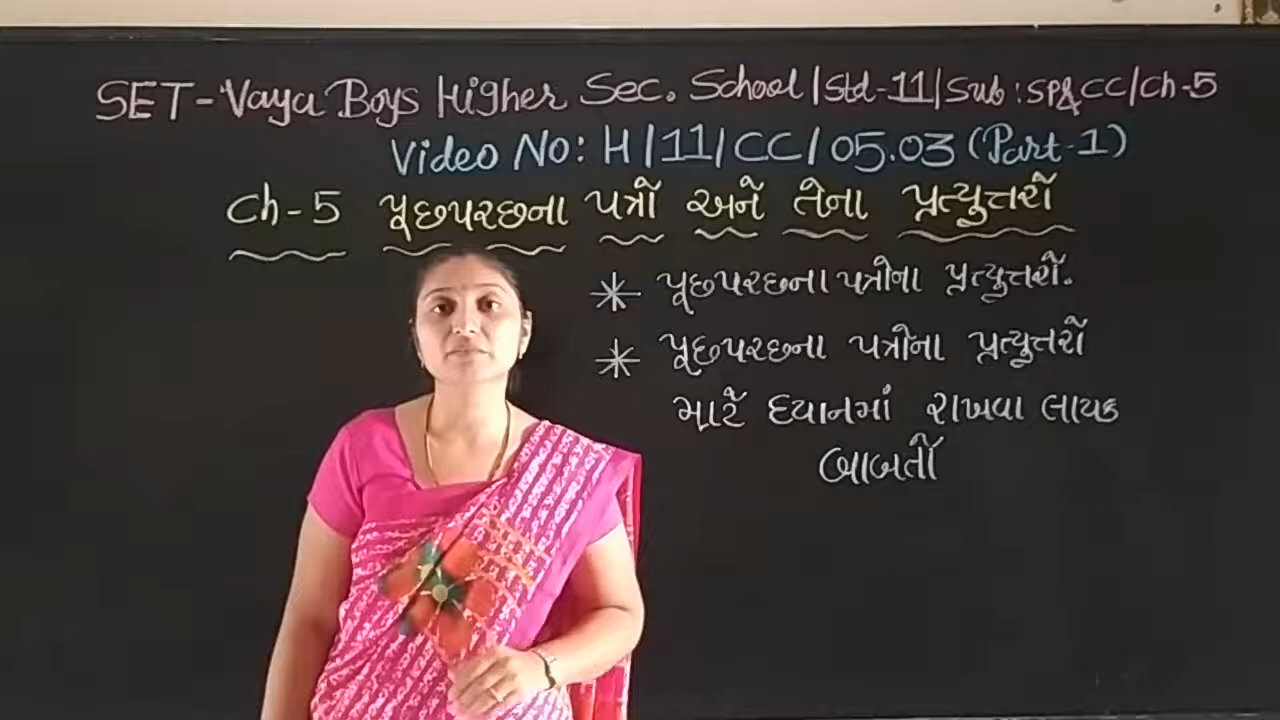 SET-Vaya Boys Higher Sec. School/Std-11/Sub:SP&CC/Ch-5
Video No: H/11/CC/05.03 (Part-1)
Ch-5 પૂછપરછના પત્રો અને તેના પ્રત્યુત્તરો
* પૂછપરછના પત્રોના પ્રત્યુત્તરો.
* પૂછપરછના પત્રોના પ્રત્યુત્તરો
માટે ધ્યાનમાં રાખવા લાયક
બાબતો